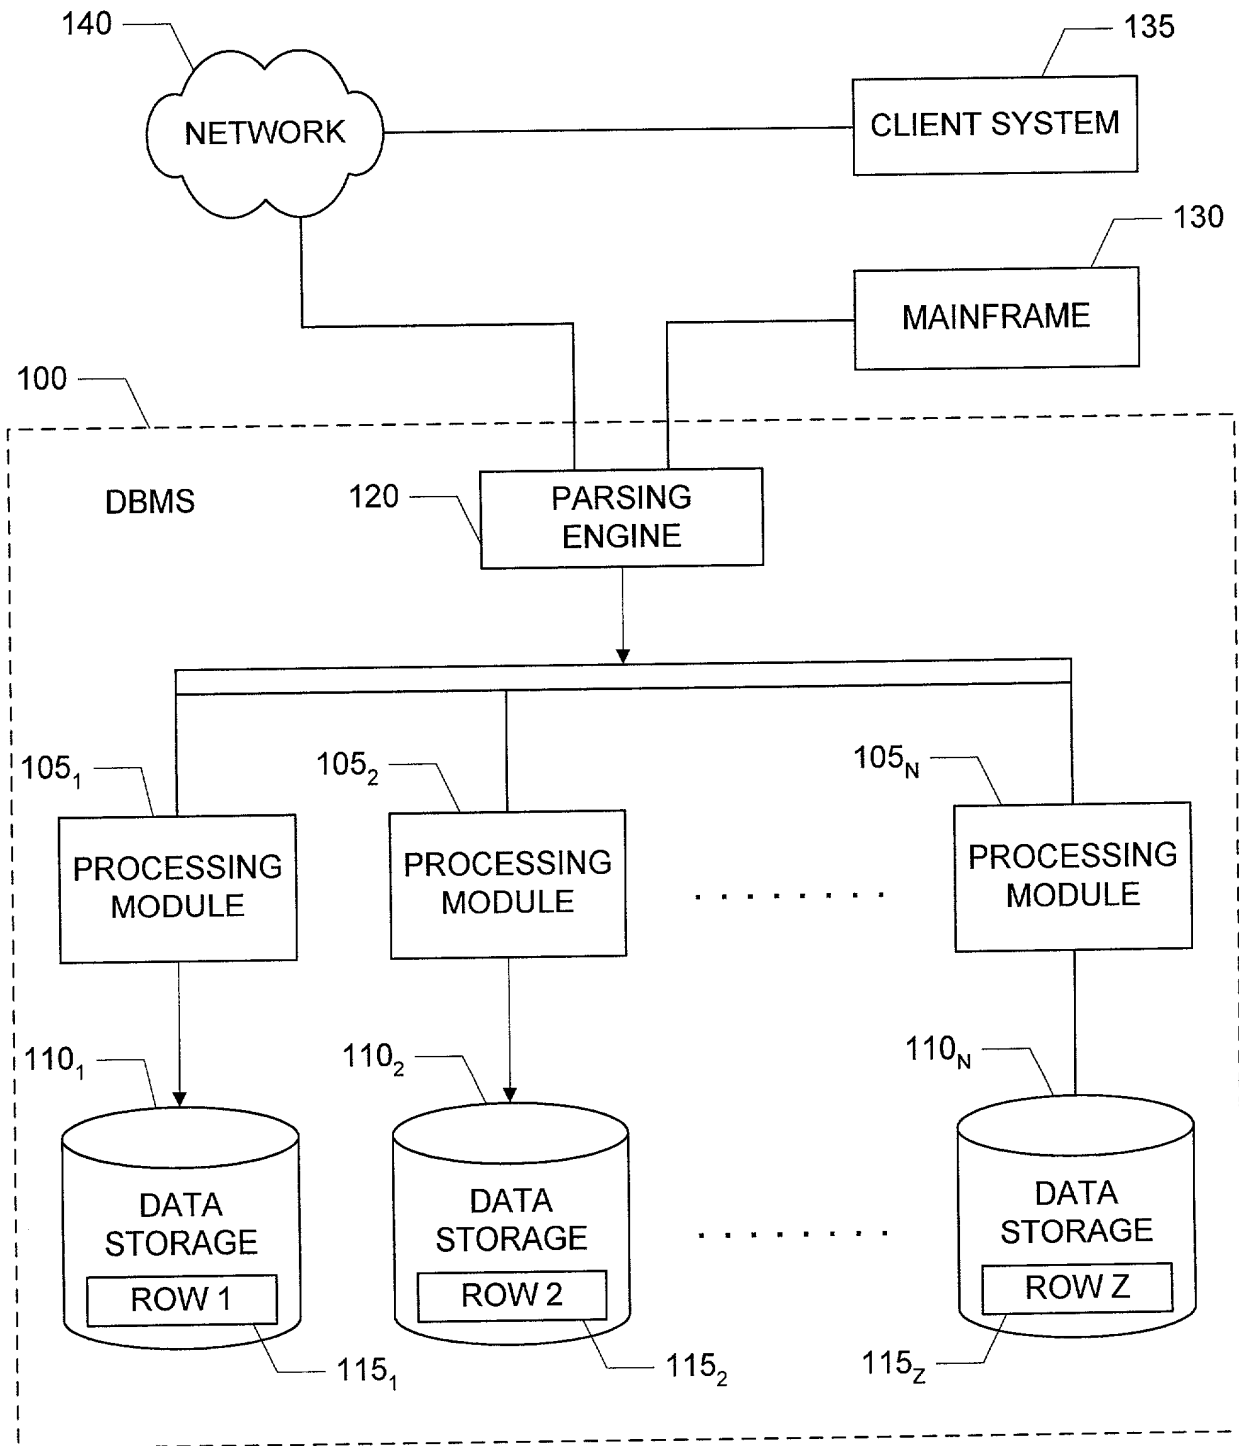 140
135
NETWORK
CLIENT SYSTEM
130
MAINFRAME
100
DBMS
120
PARSING
ENGINE
105₁
105₂
105N
PROCESSING
MODULE
PROCESSING
MODULE
. . . . . . . .
PROCESSING
MODULE
110₁
110₂
110N
DATA
STORAGE
ROW 1
DATA
STORAGE
ROW 2
. . . . . . . .
DATA
STORAGE
ROW Z
115₁
115₂
115Z